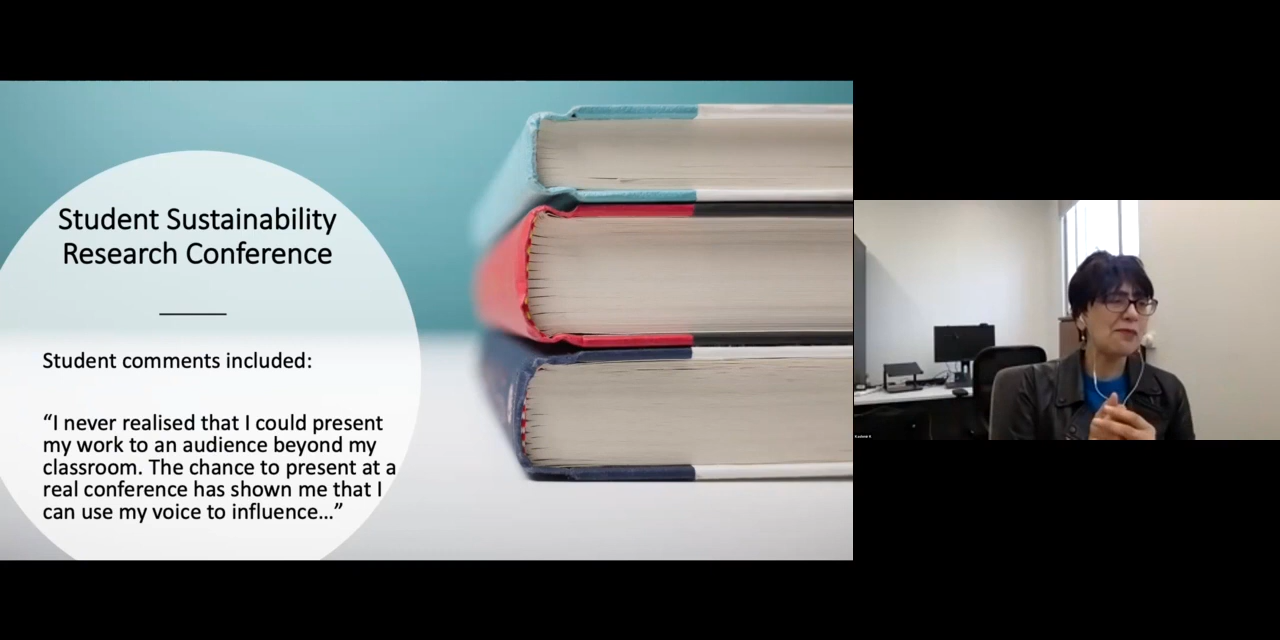 Student Sustainability
Research Conference
Student comments included:
“I never realised that I could present
my work to an audience beyond my
classroom. The chance to present at a
real conference has shown me that I
can use my voice to influence…”